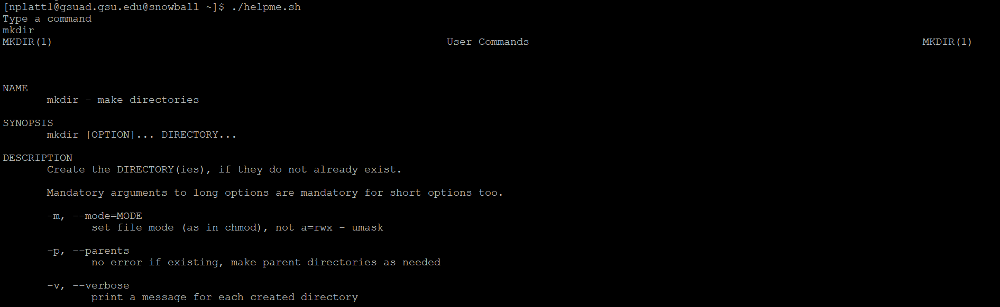 [nplatt1@gsuad.gsu.edu@snowball ~]$ ./helpme.sh
Type a command
mkdir
MKDIR(1) User Commands MKDIR(1)
NAME
mkdir - make directories
SYNOPSIS
mkdir [OPTION]... DIRECTORY...
DESCRIPTION
Create the DIRECTORY(ies), if they do not already exist.
Mandatory arguments to long options are mandatory for short options too.
-m, --mode=MODE
set file mode (as in chmod), not a=rwx - umask
-p, --parents
no error if existing, make parent directories as needed
-v, --verbose
print a message for each created directory